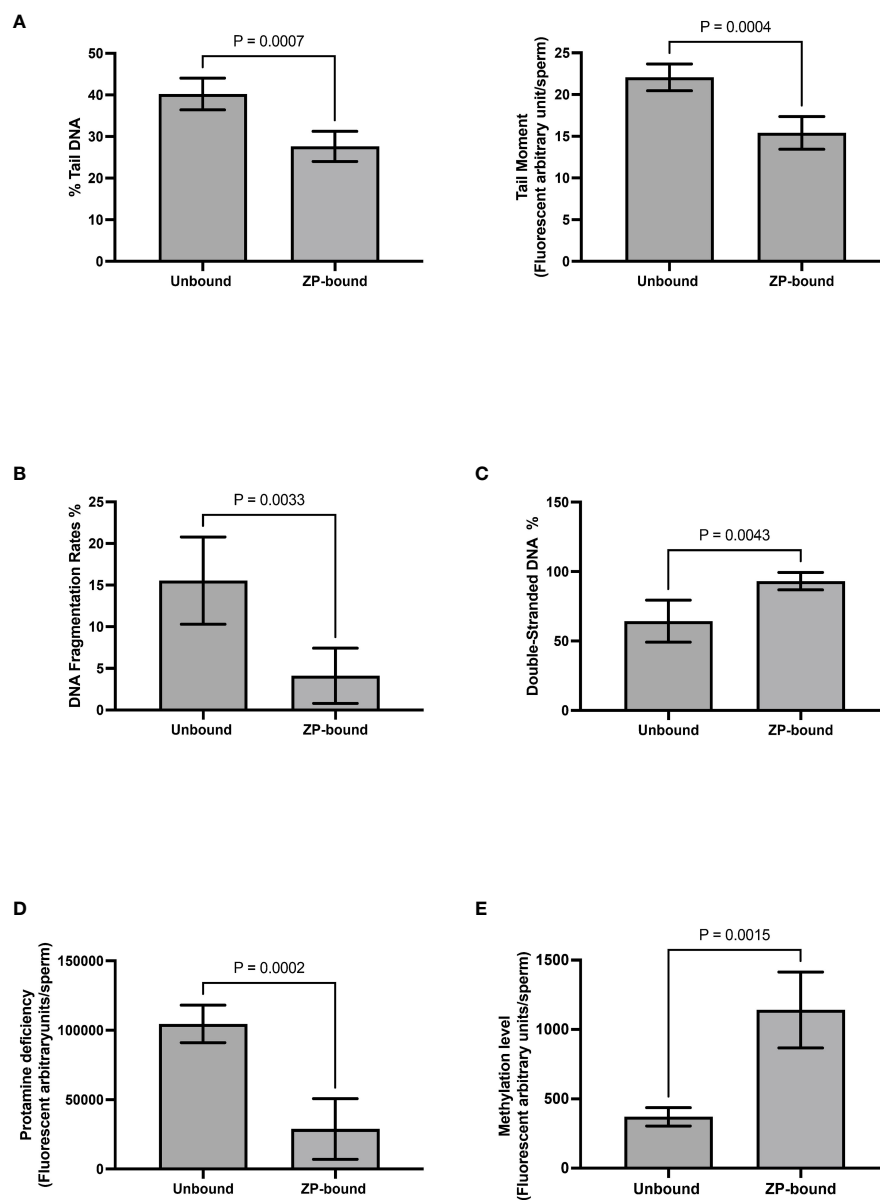 A
P = 0.0007
50
40
30
20
10
0
% Tail DNA
Unbound ZP-bound
P = 0.0004
25
20
15
10
5
0
Tail Moment
(Fluorescent arbitrary unit/sperm)
Unbound ZP-bound
B
P = 0.0033
25
20
15
10
5
0
DNA Fragmentation Rates %
Unbound ZP-bound
C
P = 0.0043
150
100
50
0
Double-Stranded DNA %
Unbound ZP-bound
D
P = 0.0002
150000
100000
50000
0
Protamine deficiency
(Fluorescent arbitraryunits/sperm)
Unbound ZP-bound
E
P = 0.0015
1500
1000
500
0
Methylation level
(Fluorescent arbitrary units/sperm)
Unbound ZP-bound